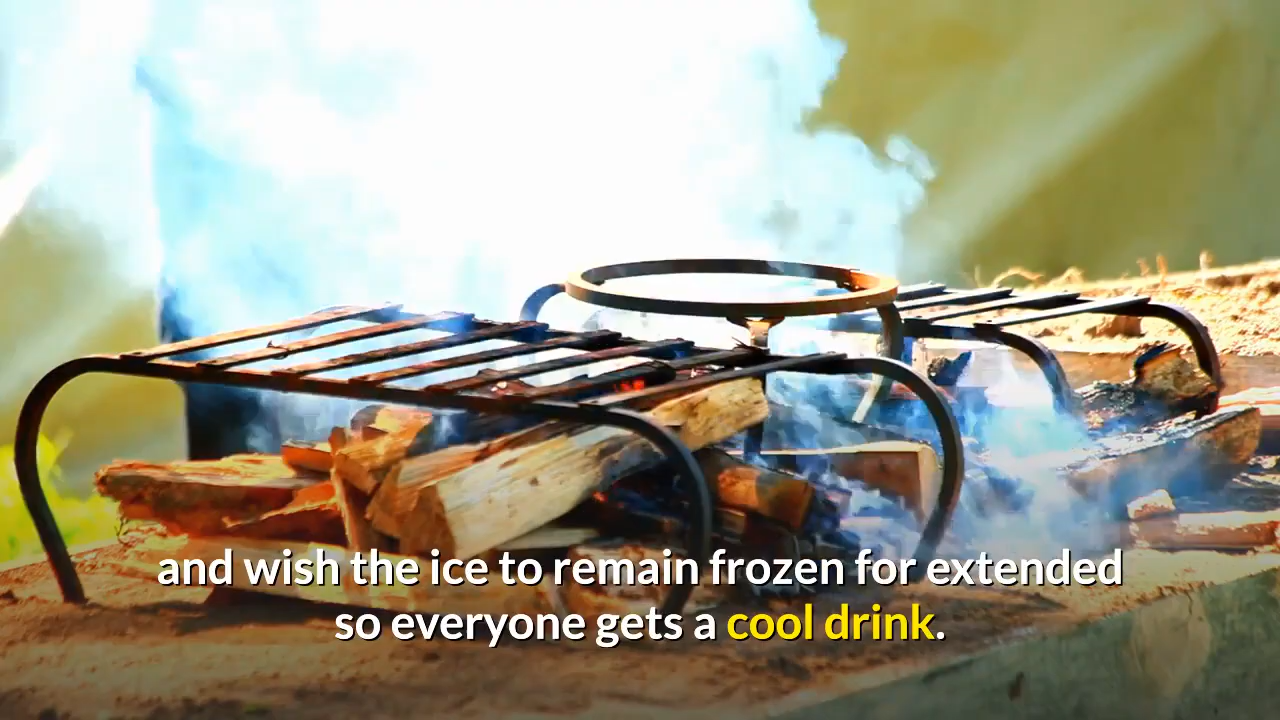 and wish the ice to remain frozen for extended
so everyone gets a cool drink.